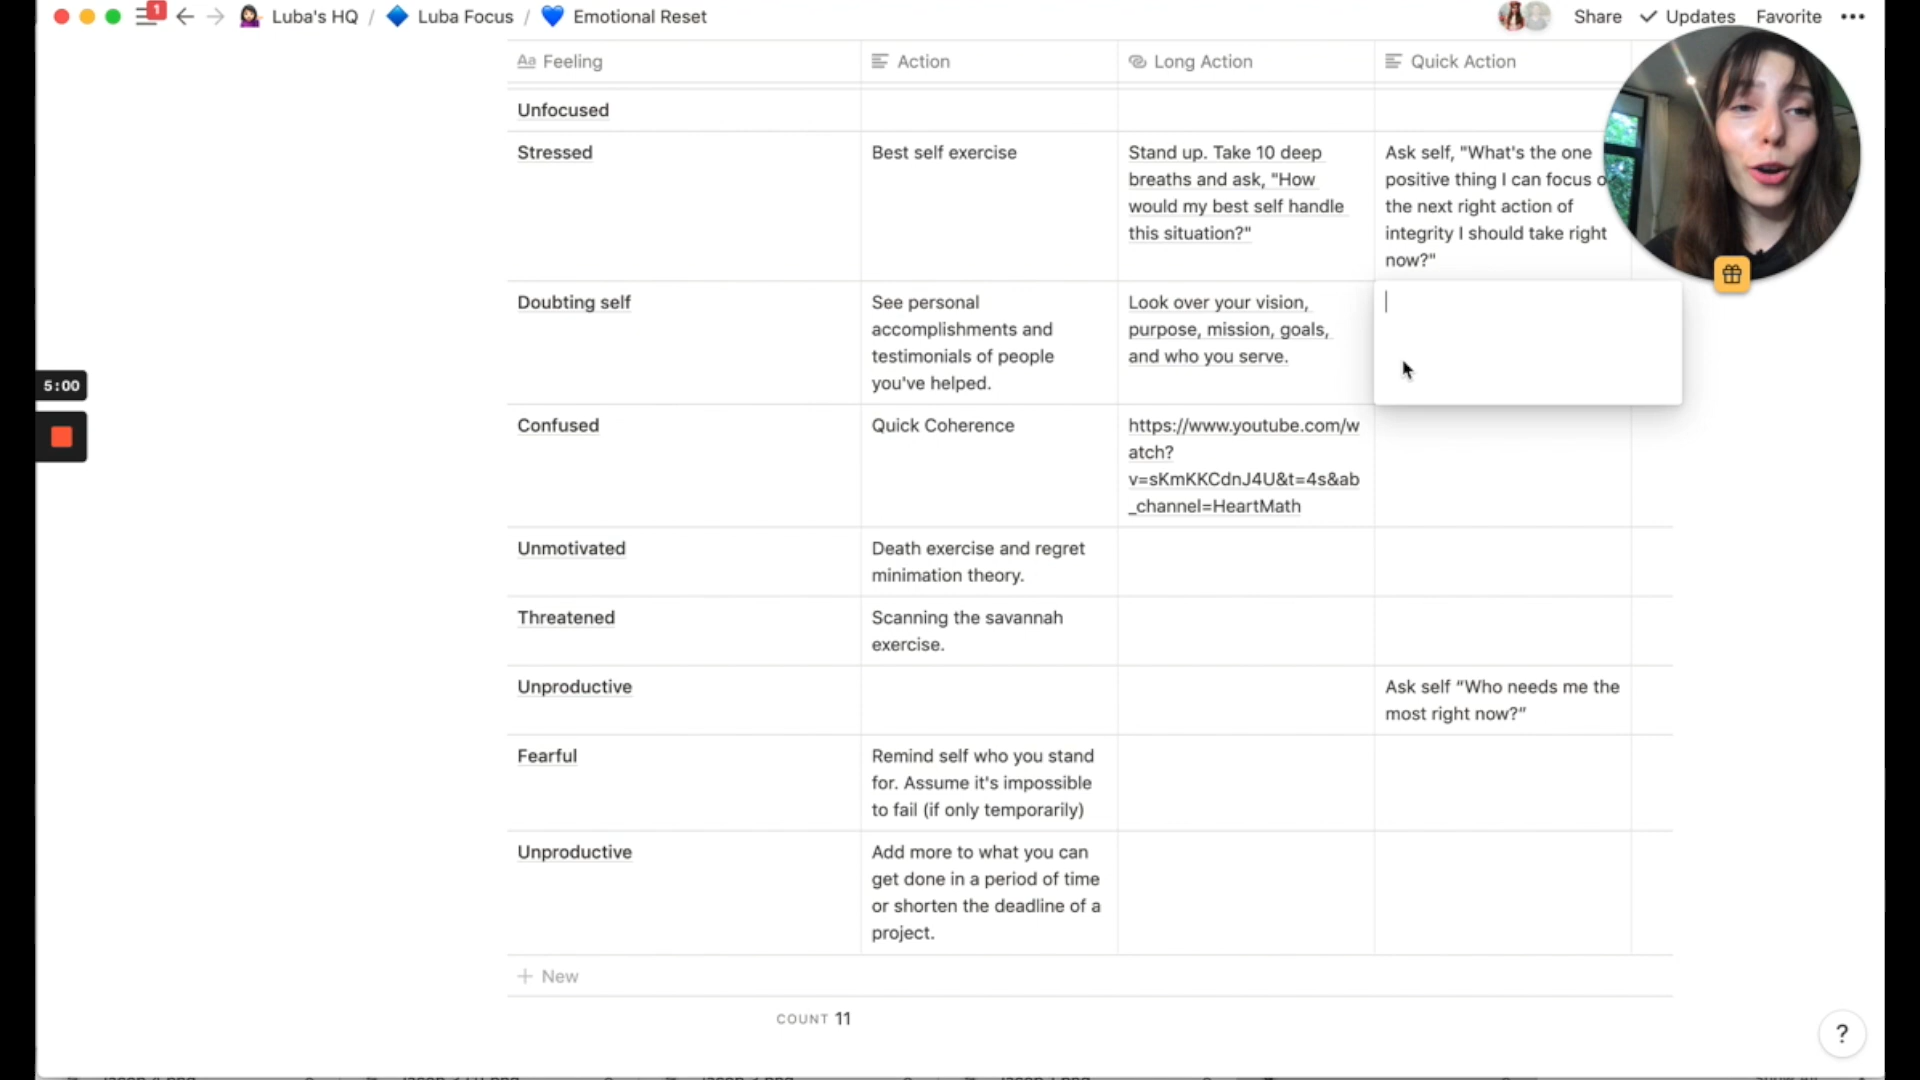 1
Luba's HQ / Luba Focus / Emotional Reset
Share Updates Favorite
Aa Feeling Action Long Action Quick Action
Unfocused
Stressed
Best self exercise
Stand up. Take 10 deep
breaths and ask, "How
would my best self handle
this situation?"
Ask self, "What's the one
positive thing I can focus
the next right action of
integrity I should take right
now?"
Doubting self
See personal
accomplishments and
testimonials of people
you've helped.
Look over your vision,
purpose, mission, goals,
and who you serve.
5:00
Confused
Quick Coherence
https://www.youtube.com/w
atch?
v=sKmKKCdnJ4U&t=4s&ab
_channel=HeartMath
Unmotivated
Death exercise and regret
minimation theory.
Threatened
Scanning the savannah
exercise.
Unproductive
Ask self “Who needs me the
most right now?”
Fearful
Remind self who you stand
for. Assume it's impossible
to fail (if only temporarily)
Unproductive
Add more to what you can
get done in a period of time
or shorten the deadline of a
project.
+ New
COUNT 11
?